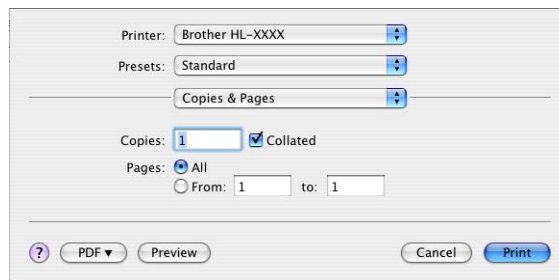 Printer: Brother HL-XXXX
Presets: Standard
Copies & Pages
Copies: 1 Collated
Pages: All
From: 1 to: 1
? PDF ▼ Preview Cancel Print